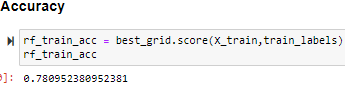 Accuracy
rf_train_acc = best_grid.score(X_train,train_labels)
rf_train_acc
]: 0.780952380952381